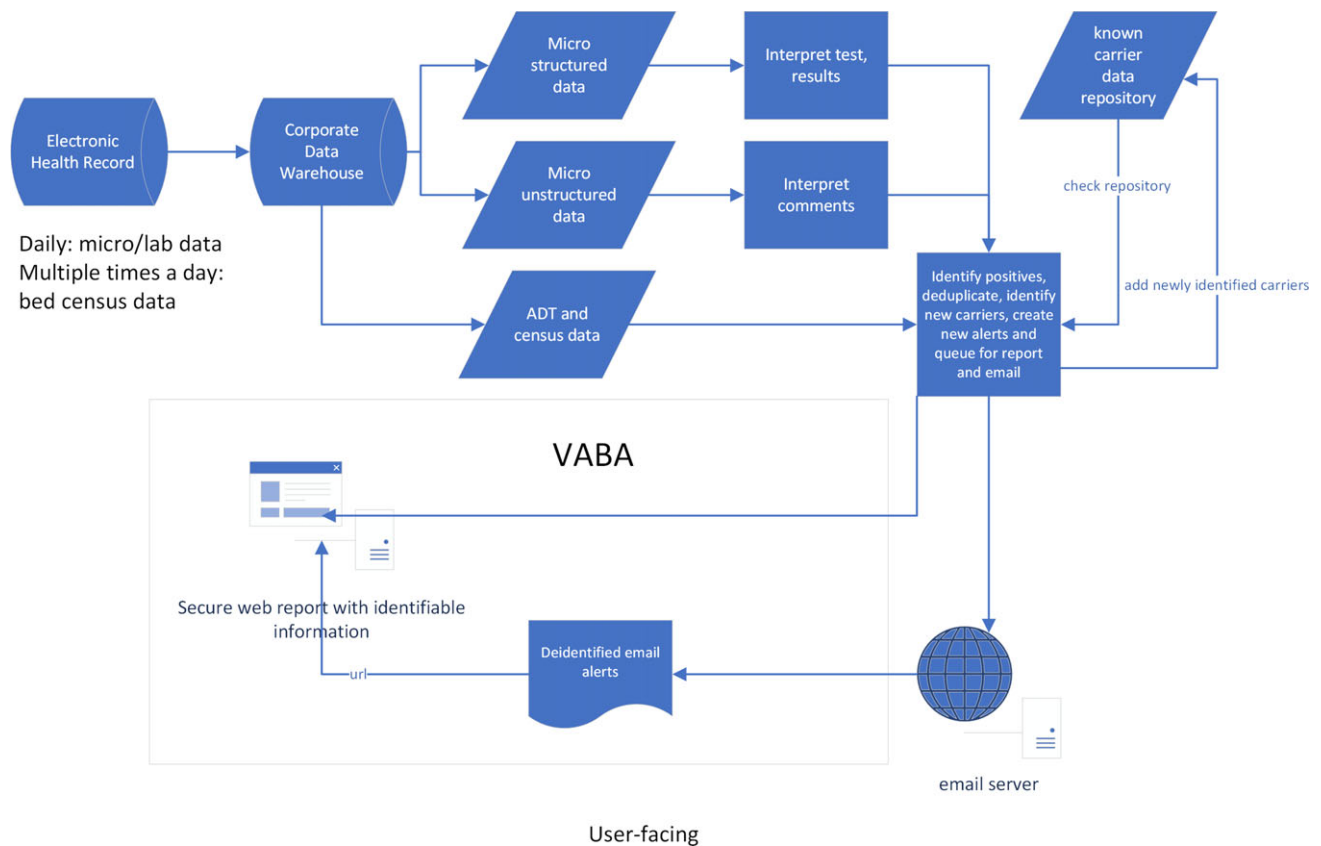 Electronic
Health Record
Corporate
Data
Warehouse
Micro
structured
data
Interpret test,
results
known
carrier
data
repository
Micro
unstructured
data
Interpret
comments
check repository
Daily: micro/lab data
Multiple times a day:
bed census data
ADT and
census data
Identify positives,
deduplicate, identify
new carriers, create
new alerts and
queue for report
and email
add newly identified carriers
VABA
Secure web report with identifiable
information
Deidentified email
alerts
url
email server
User-facing